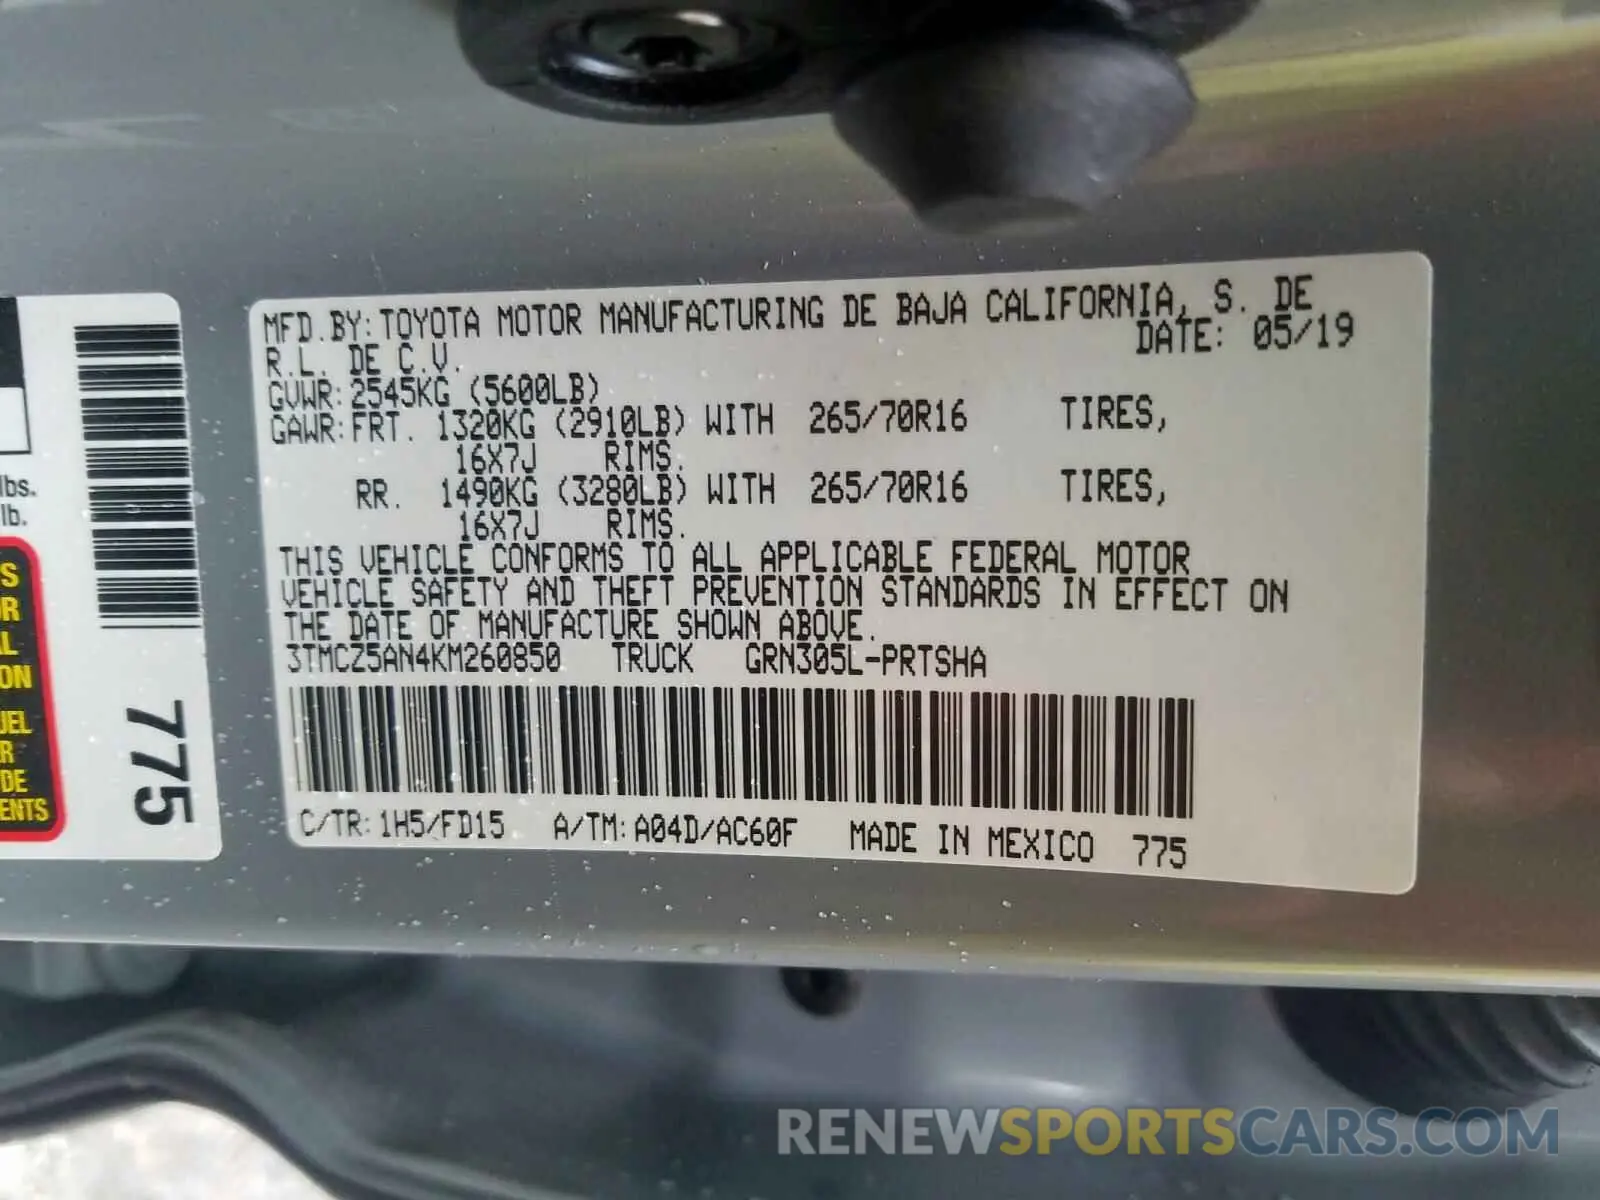 MFD.BY:TOYOTA MOTOR MANUFACTURING DE BAJA CALIFORNIA, S. DE
R.L. DE C.V. DATE: 05/19
GVWR:2545KG (5600LB)
GAWR:FRT. 1320KG (2910LB) WITH 265/70R16 TIRES,
16X7J RIMS.
RR. 1490KG (3280LB) WITH 265/70R16 TIRES,
16X7J RIMS.
THIS VEHICLE CONFORMS TO ALL APPLICABLE FEDERAL MOTOR
VEHICLE SAFETY AND THEFT PREVENTION STANDARDS IN EFFECT ON
THE DATE OF MANUFACTURE SHOWN ABOVE.
3TMCZ5AN4KM260850 TRUCK GRN305L-PRTSHA
C/TR:1H5/FD15 A/TM:A04D/AC60F MADE IN MEXICO 775
775
lbs.
lb.
RENEWSPORTSCARS.COM